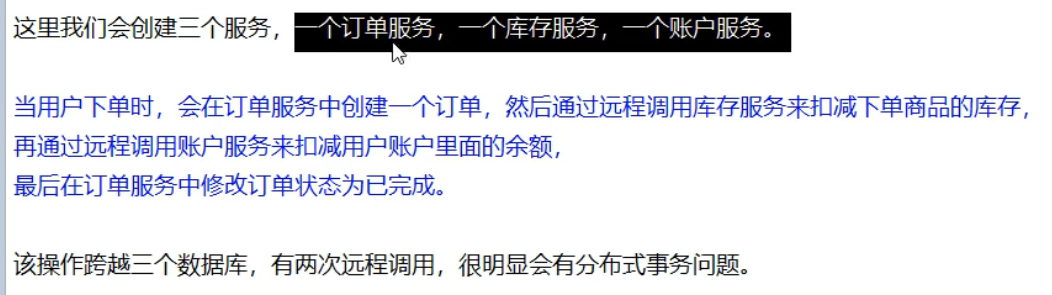 这里我们会创建三个服务，一个订单服务，一个库存服务，一个账户服务。
当用户下单时，会在订单服务中创建一个订单，然后通过远程调用库存服务来扣减下单商品的库存，
再通过远程调用账户服务来扣减用户账户里面的余额，
最后在订单服务中修改订单状态为已完成。
该操作跨越三个数据库，有两次远程调用，很明显会有分布式事务问题。